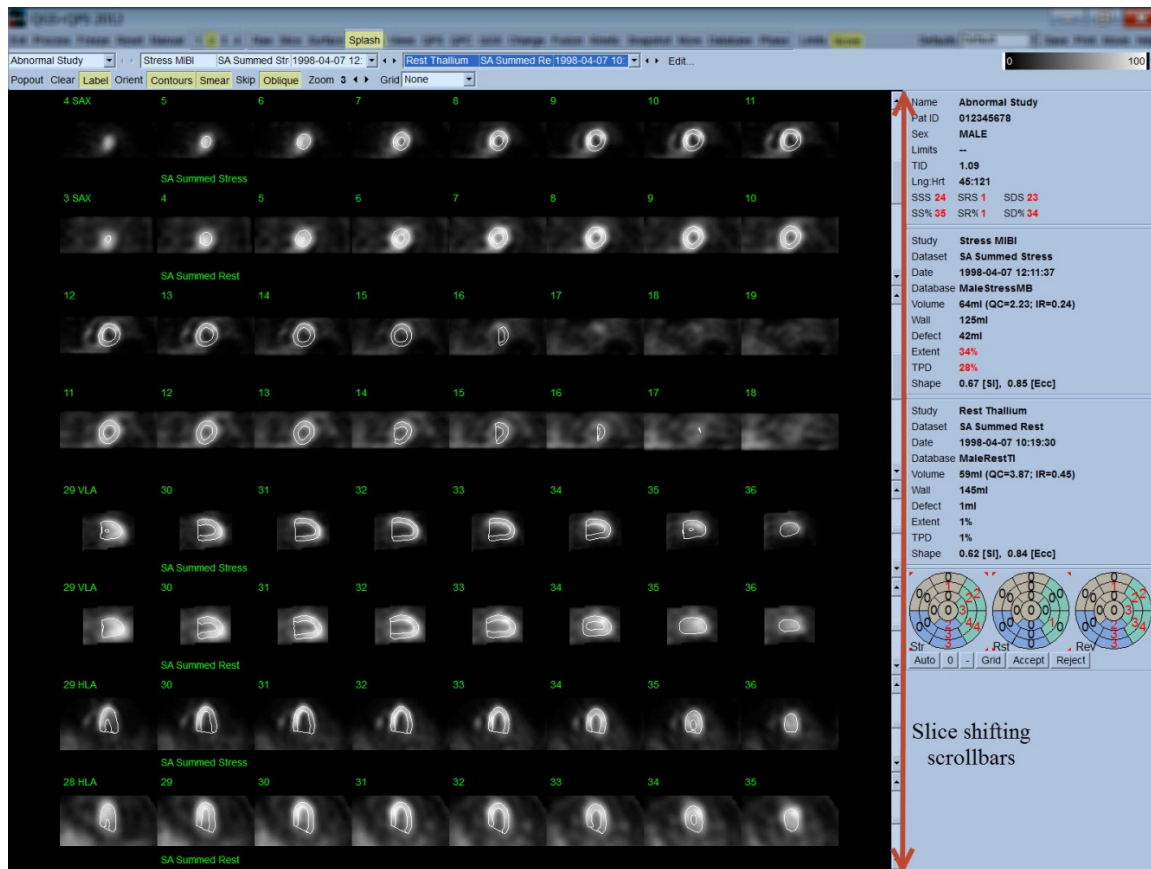 QGS+QPS 2012
Splash
Abnormal Study Stress MIBI SA Summed Str 1998-04-07 12: Rest Thallium SA Summed Re 1998-04-07 10: Edit... 0 100
Popout Clear Label Orient Contours Smear Skip Oblique Zoom 3 Grid None
4 SAX 5 6 7 8 9 10 11
SA Summed Stress
3 SAX 4 5 6 7 8 9 10
SA Summed Rest
12 13 14 15 16 17 18 19
11 12 13 14 15 16 17 18
29 VLA 30 31 32 33 34 35 36
SA Summed Stress
29 VLA 30 31 32 33 34 35 36
SA Summed Rest
29 HLA 30 31 32 33 34 35 36
SA Summed Stress
28 HLA 29 30 31 32 33 34 35
SA Summed Rest
Name Abnormal Study
Pat ID 012345678
Sex MALE
Limits --
TID 1.09
Lng:Hrt 45:121
SSS 24 SRS 1 SDS 23
SS% 35 SR% 1 SD% 34
Study Stress MIBI
Dataset SA Summed Stress
Date 1998-04-07 12:11:37
Database MaleStressMB
Volume 64ml (QC=2.23; IR=0.24)
Wall 125ml
Defect 42ml
Extent 34%
TPD 28%
Shape 0.67 [SI], 0.85 [Ecc]
Study Rest Thallium
Dataset SA Summed Rest
Date 1998-04-07 10:19:30
Database MaleRestTl
Volume 59ml (QC=3.87; IR=0.45)
Wall 145ml
Defect 1ml
Extent 1%
TPD 1%
Shape 0.62 [SI], 0.84 [Ecc]
Str Rst Rev
Auto 0 - Grid Accept Reject
Slice shifting
scrollbars